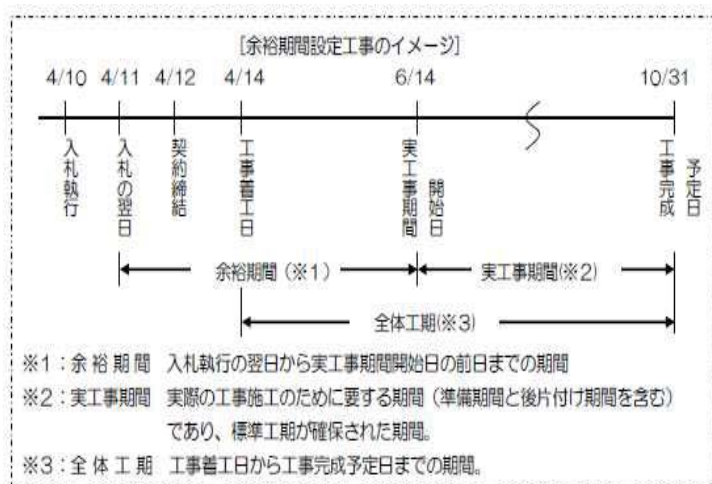 [余裕期間設定工事のイメージ]
4/10 4/11 4/12 4/14 6/14 10/31
入札執行
入札の翌日
契約締結
工事着工日
実工事期間
開始日
工事完成
予定日
余裕期間（※1）
実工事期間(※2)
全体工期(※3)
※1：余裕期間 入札執行の翌日から実工事期間開始日の前日までの期間
※2：実工事期間 実際の工事施工のために要する期間（準備期間と後片付け期間を含む）
であり、標準工期が確保された期間。
※3：全体工期 工事着工日から工事完成予定日までの期間。